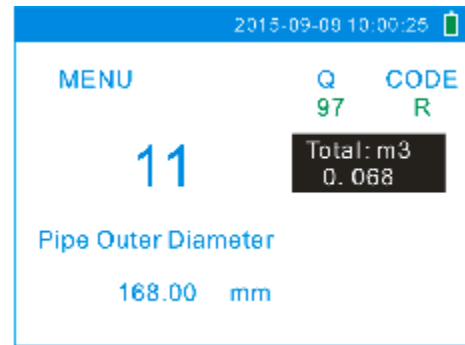 2015-09-09 10:00:25
MENU
Q CODE
97 R
11
Total: m3
0.068
Pipe Outer Diameter
168.00 mm